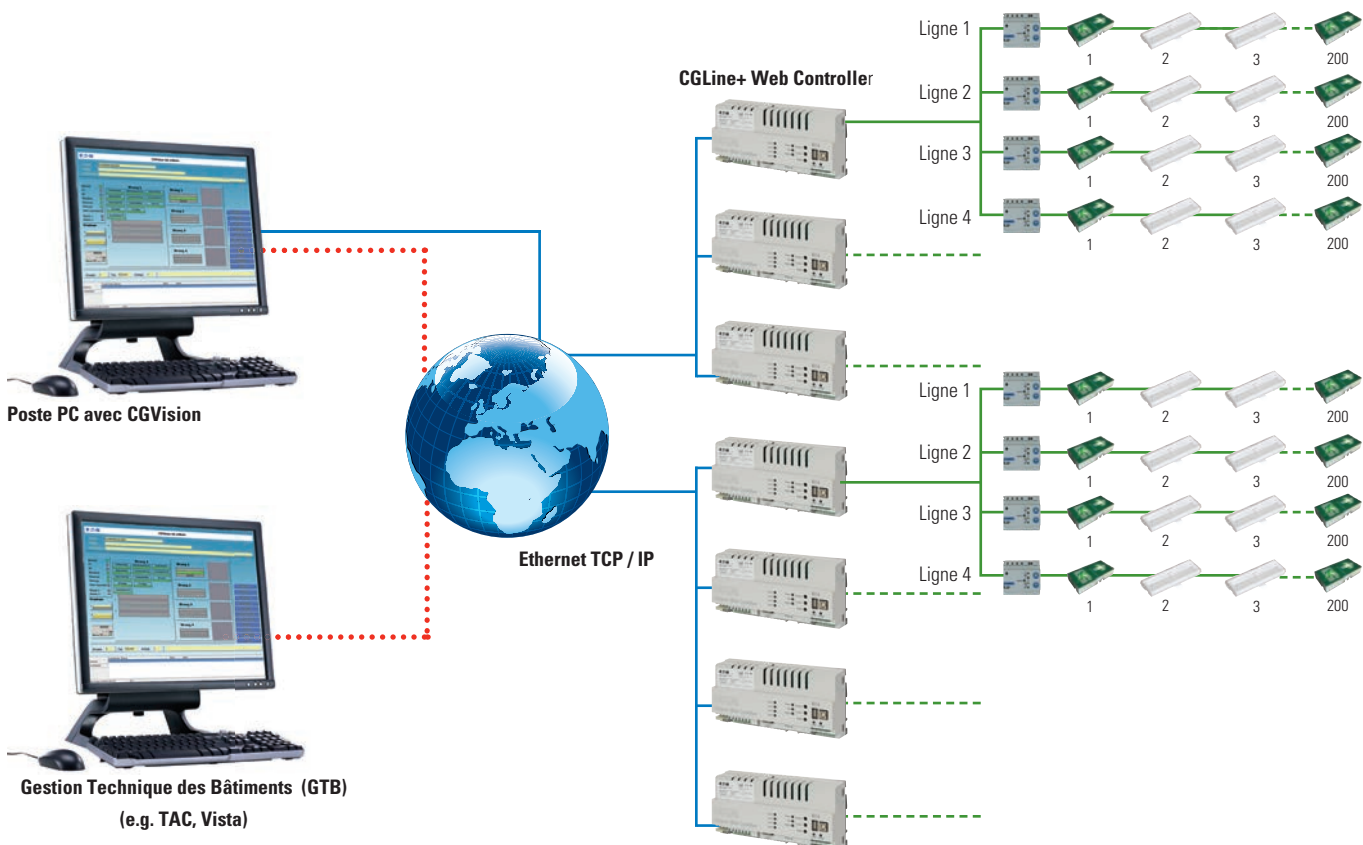 Ligne 1
1 2 3 200
CGLine+ Web Controller
Ligne 2
1 2 3 200
Ligne 3
1 2 3 200
Ligne 4
1 2 3 200
Poste PC avec CGVision
Ethernet TCP / IP
Ligne 1
1 2 3 200
Ligne 2
1 2 3 200
Ligne 3
1 2 3 200
Ligne 4
1 2 3 200
Gestion Technique des Bâtiments (GTB)
(e.g. TAC, Vista)